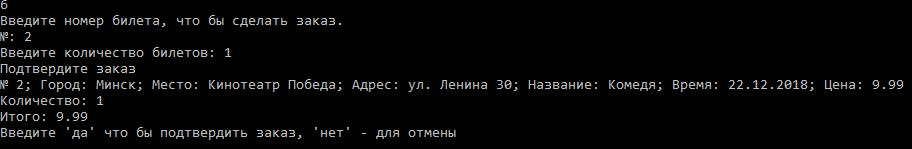 6
Введите номер билета, что бы сделать заказ.
№: 2
Введите количество билетов: 1
Подтвердите заказ
№ 2; Город: Минск; Место: Кинотеатр Победа; Адрес: ул. Ленина 30; Название: Комедя; Время: 22.12.2018; Цена: 9.99
Количество: 1
Итого: 9.99
Введите 'да' что бы подтвердить заказ, 'нет' - для отмены